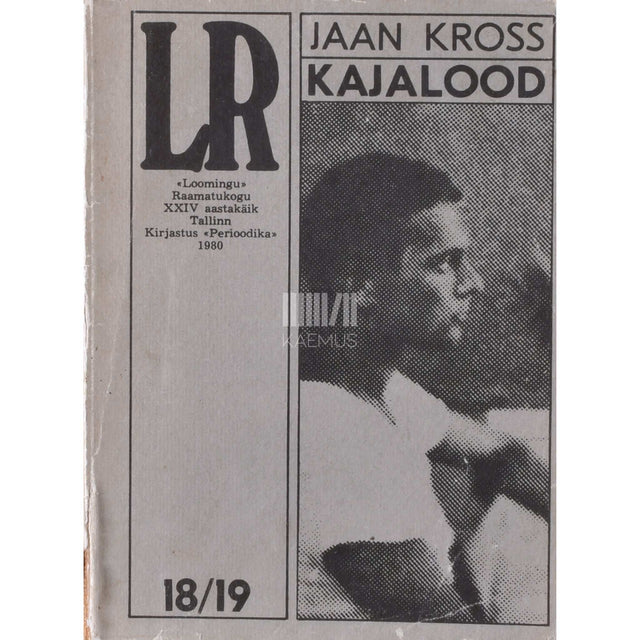 LR
«Loomingu»
Raamatukogu
XXIV aastakäik
Tallinn
Kirjastus «Perioodika»
1980
18/19
JAAN KROSS
KAJALOOD
KAEMUS